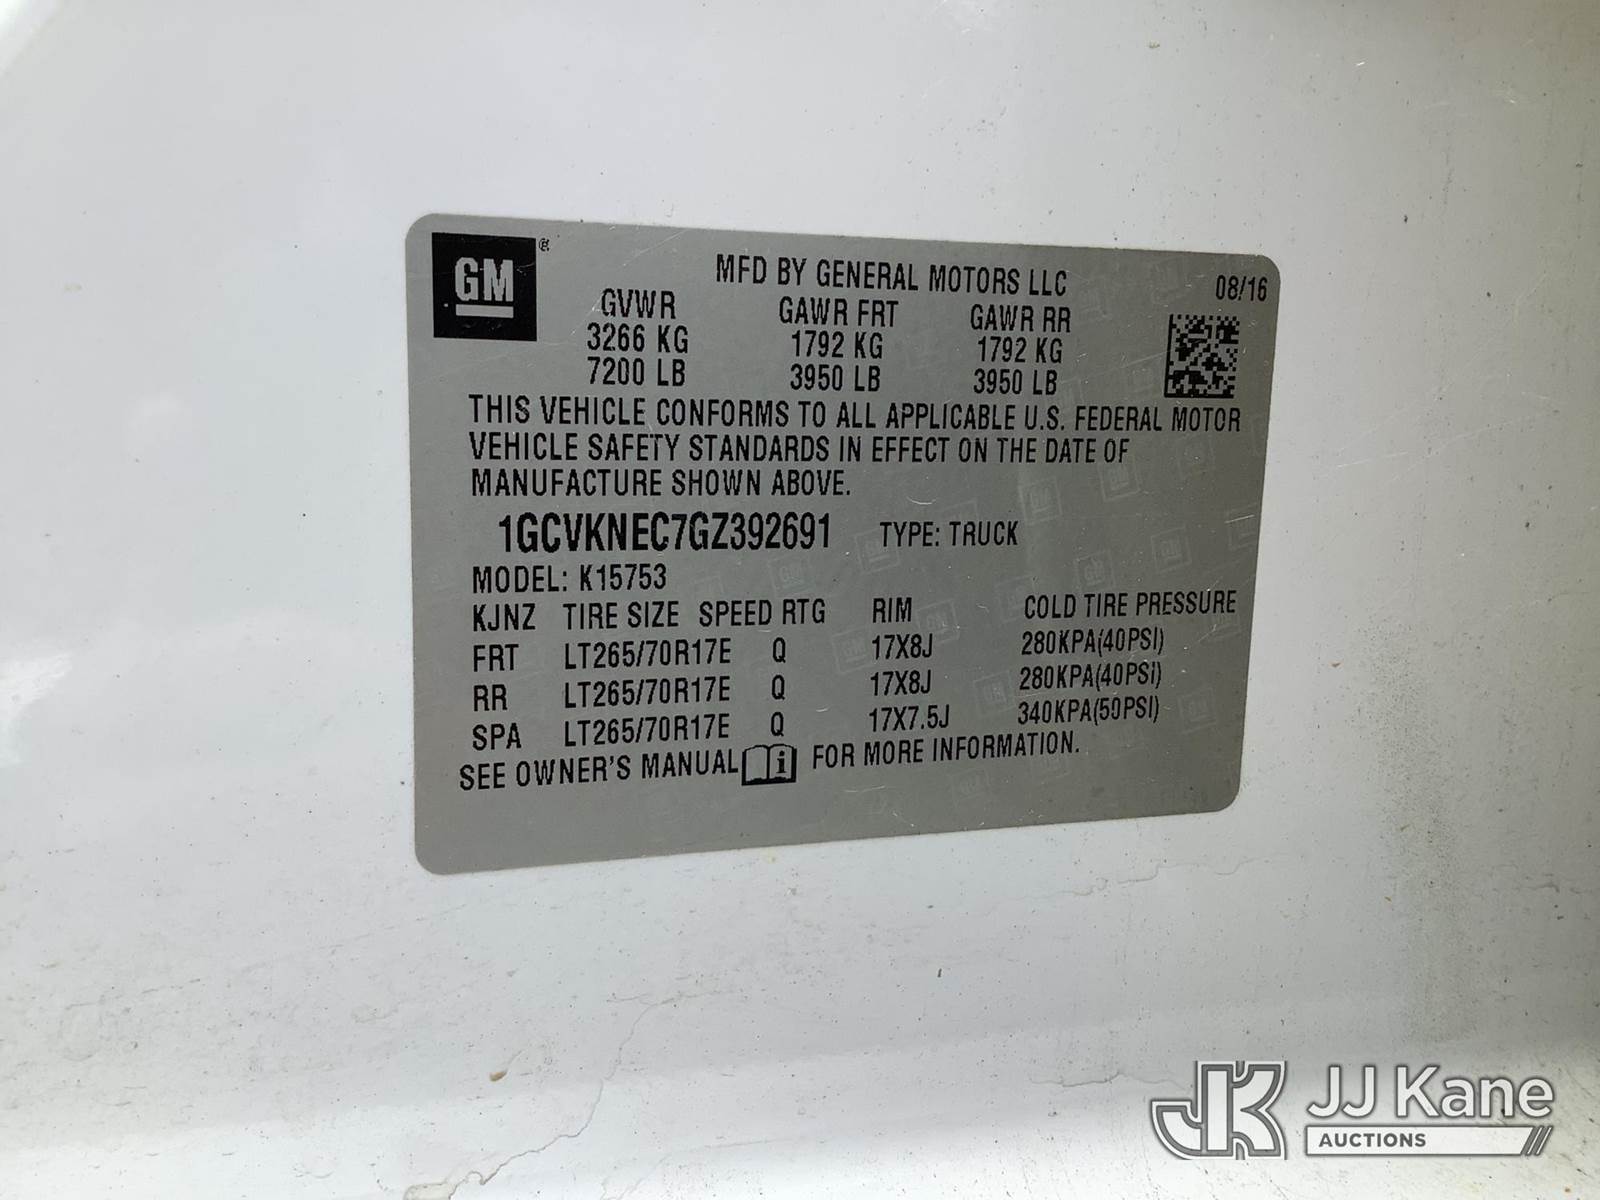 GM®
MFD BY GENERAL MOTORS LLC 08/16
GVWR GAWR FRT GAWR RR
3266 KG 1792 KG 1792 KG
7200 LB 3950 LB 3950 LB
THIS VEHICLE CONFORMS TO ALL APPLICABLE U.S. FEDERAL MOTOR
VEHICLE SAFETY STANDARDS IN EFFECT ON THE DATE OF
MANUFACTURE SHOWN ABOVE.
1GCVKNEC7GZ392691 TYPE: TRUCK
MODEL: K15753
KJNZ TIRE SIZE SPEED RTG RIM COLD TIRE PRESSURE
FRT LT265/70R17E Q 17X8J 280KPA(40PSI)
RR LT265/70R17E Q 17X8J 280KPA(40PSI)
SPA LT265/70R17E Q 17X7.5J 340KPA(50PSI)
SEE OWNER'S MANUAL i FOR MORE INFORMATION.
JK JJ Kane
AUCTIONS